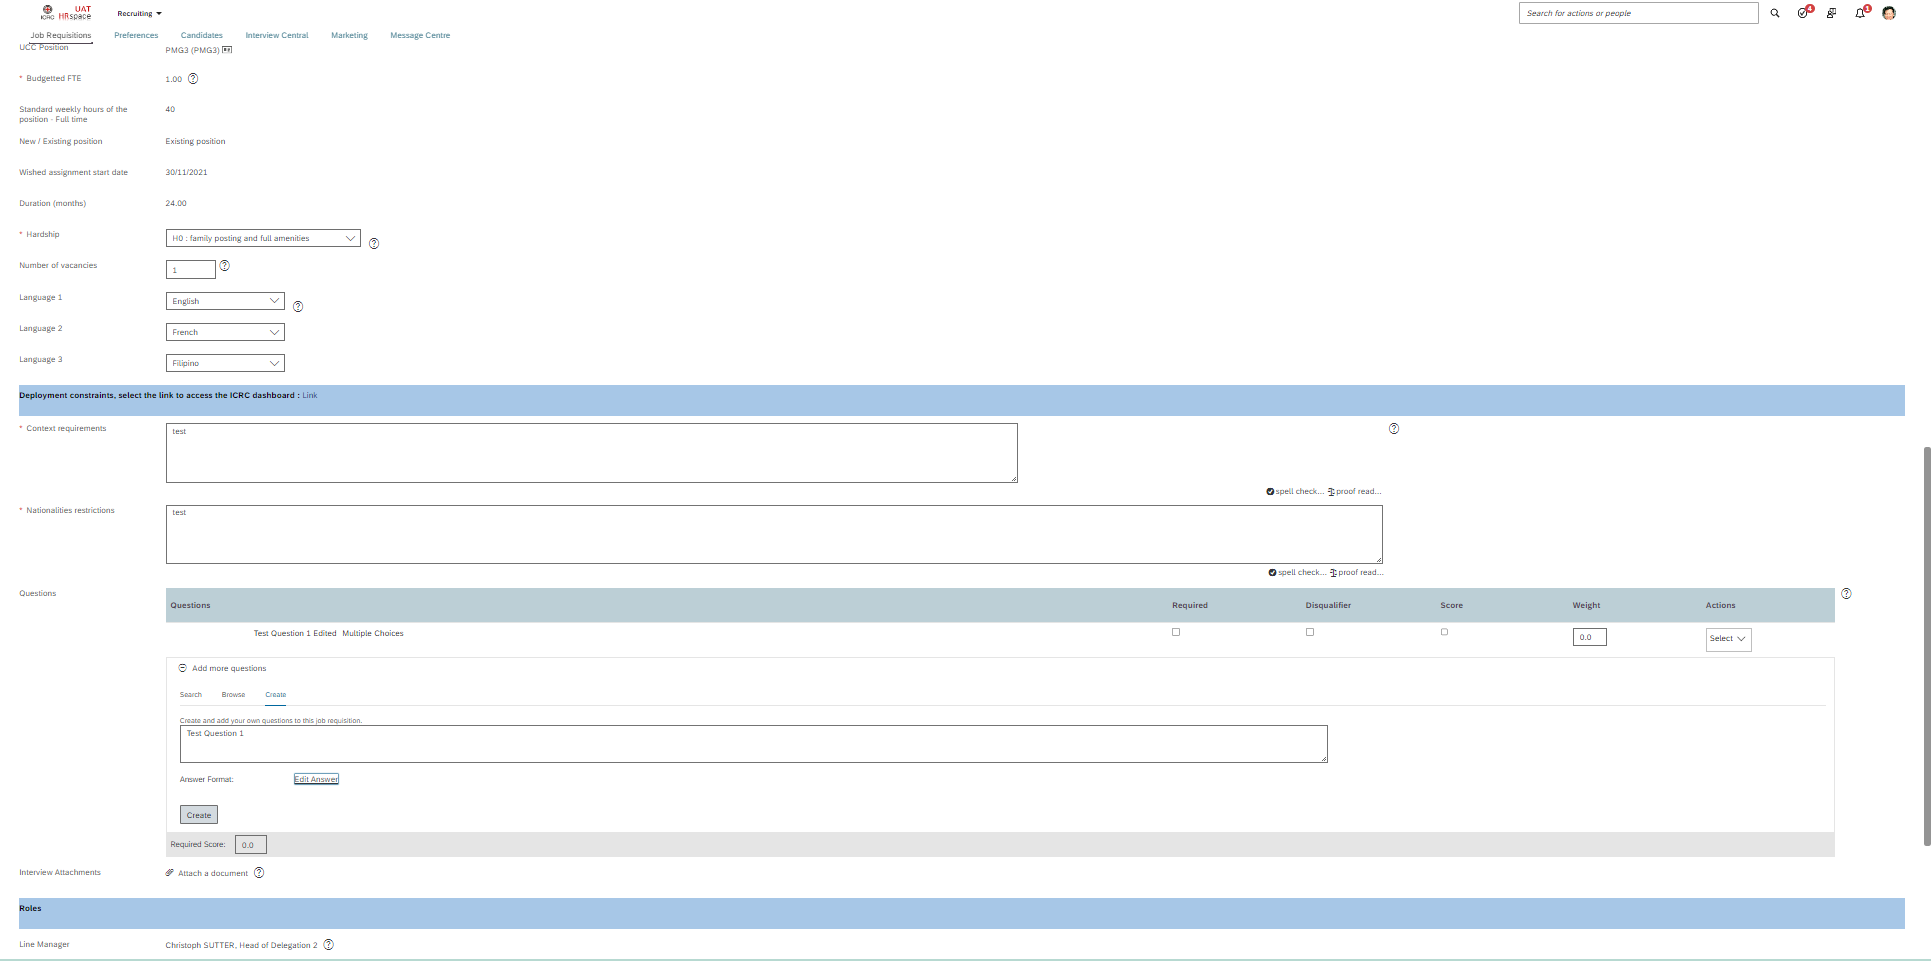 UAT
ICRC HRspace
Recruiting
Search for actions or people
4
1
Job Requisitions Preferences Candidates Interview Central Marketing Message Centre
UCC Position PMG3 (PMG3)
* Budgetted FTE 1.00
Standard weekly hours of the position - Full time 40
New / Existing position Existing position
Wished assignment start date 30/11/2021
Duration (months) 24.00
* Hardship H0 : family posting and full amenities
Number of vacancies 1
Language 1 English
Language 2 French
Language 3 Filipino
Deployment constraints, select the link to access the ICRC dashboard : Link
* Context requirements test
spell check... proof read...
* Nationalities restrictions test
spell check... proof read...
Questions
Questions Required Disqualifier Score Weight Actions
Test Question 1 Edited Multiple Choices 0.0 Select
Add more questions
Search Browse Create
Create and add your own questions to this job requisition.
Test Question 1
Answer Format: Edit Answer
Create
Required Score: 0.0
Interview Attachments Attach a document
Roles
Line Manager Christoph SUTTER, Head of Delegation 2